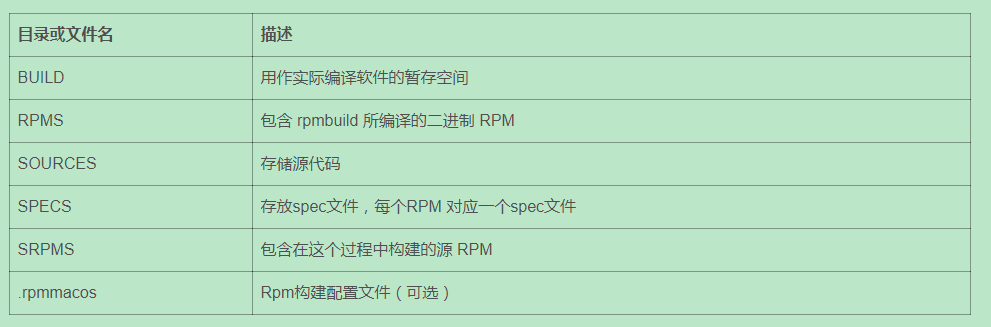 目录或文件名 描述
BUILD 用作实际编译软件的暂存空间
RPMS 包含 rpmbuild 所编译的二进制 RPM
SOURCES 存储源代码
SPECS 存放spec文件，每个RPM 对应一个spec文件
SRPMS 包含在这个过程中构建的源 RPM
.rpmmacos Rpm构建配置文件（可选）